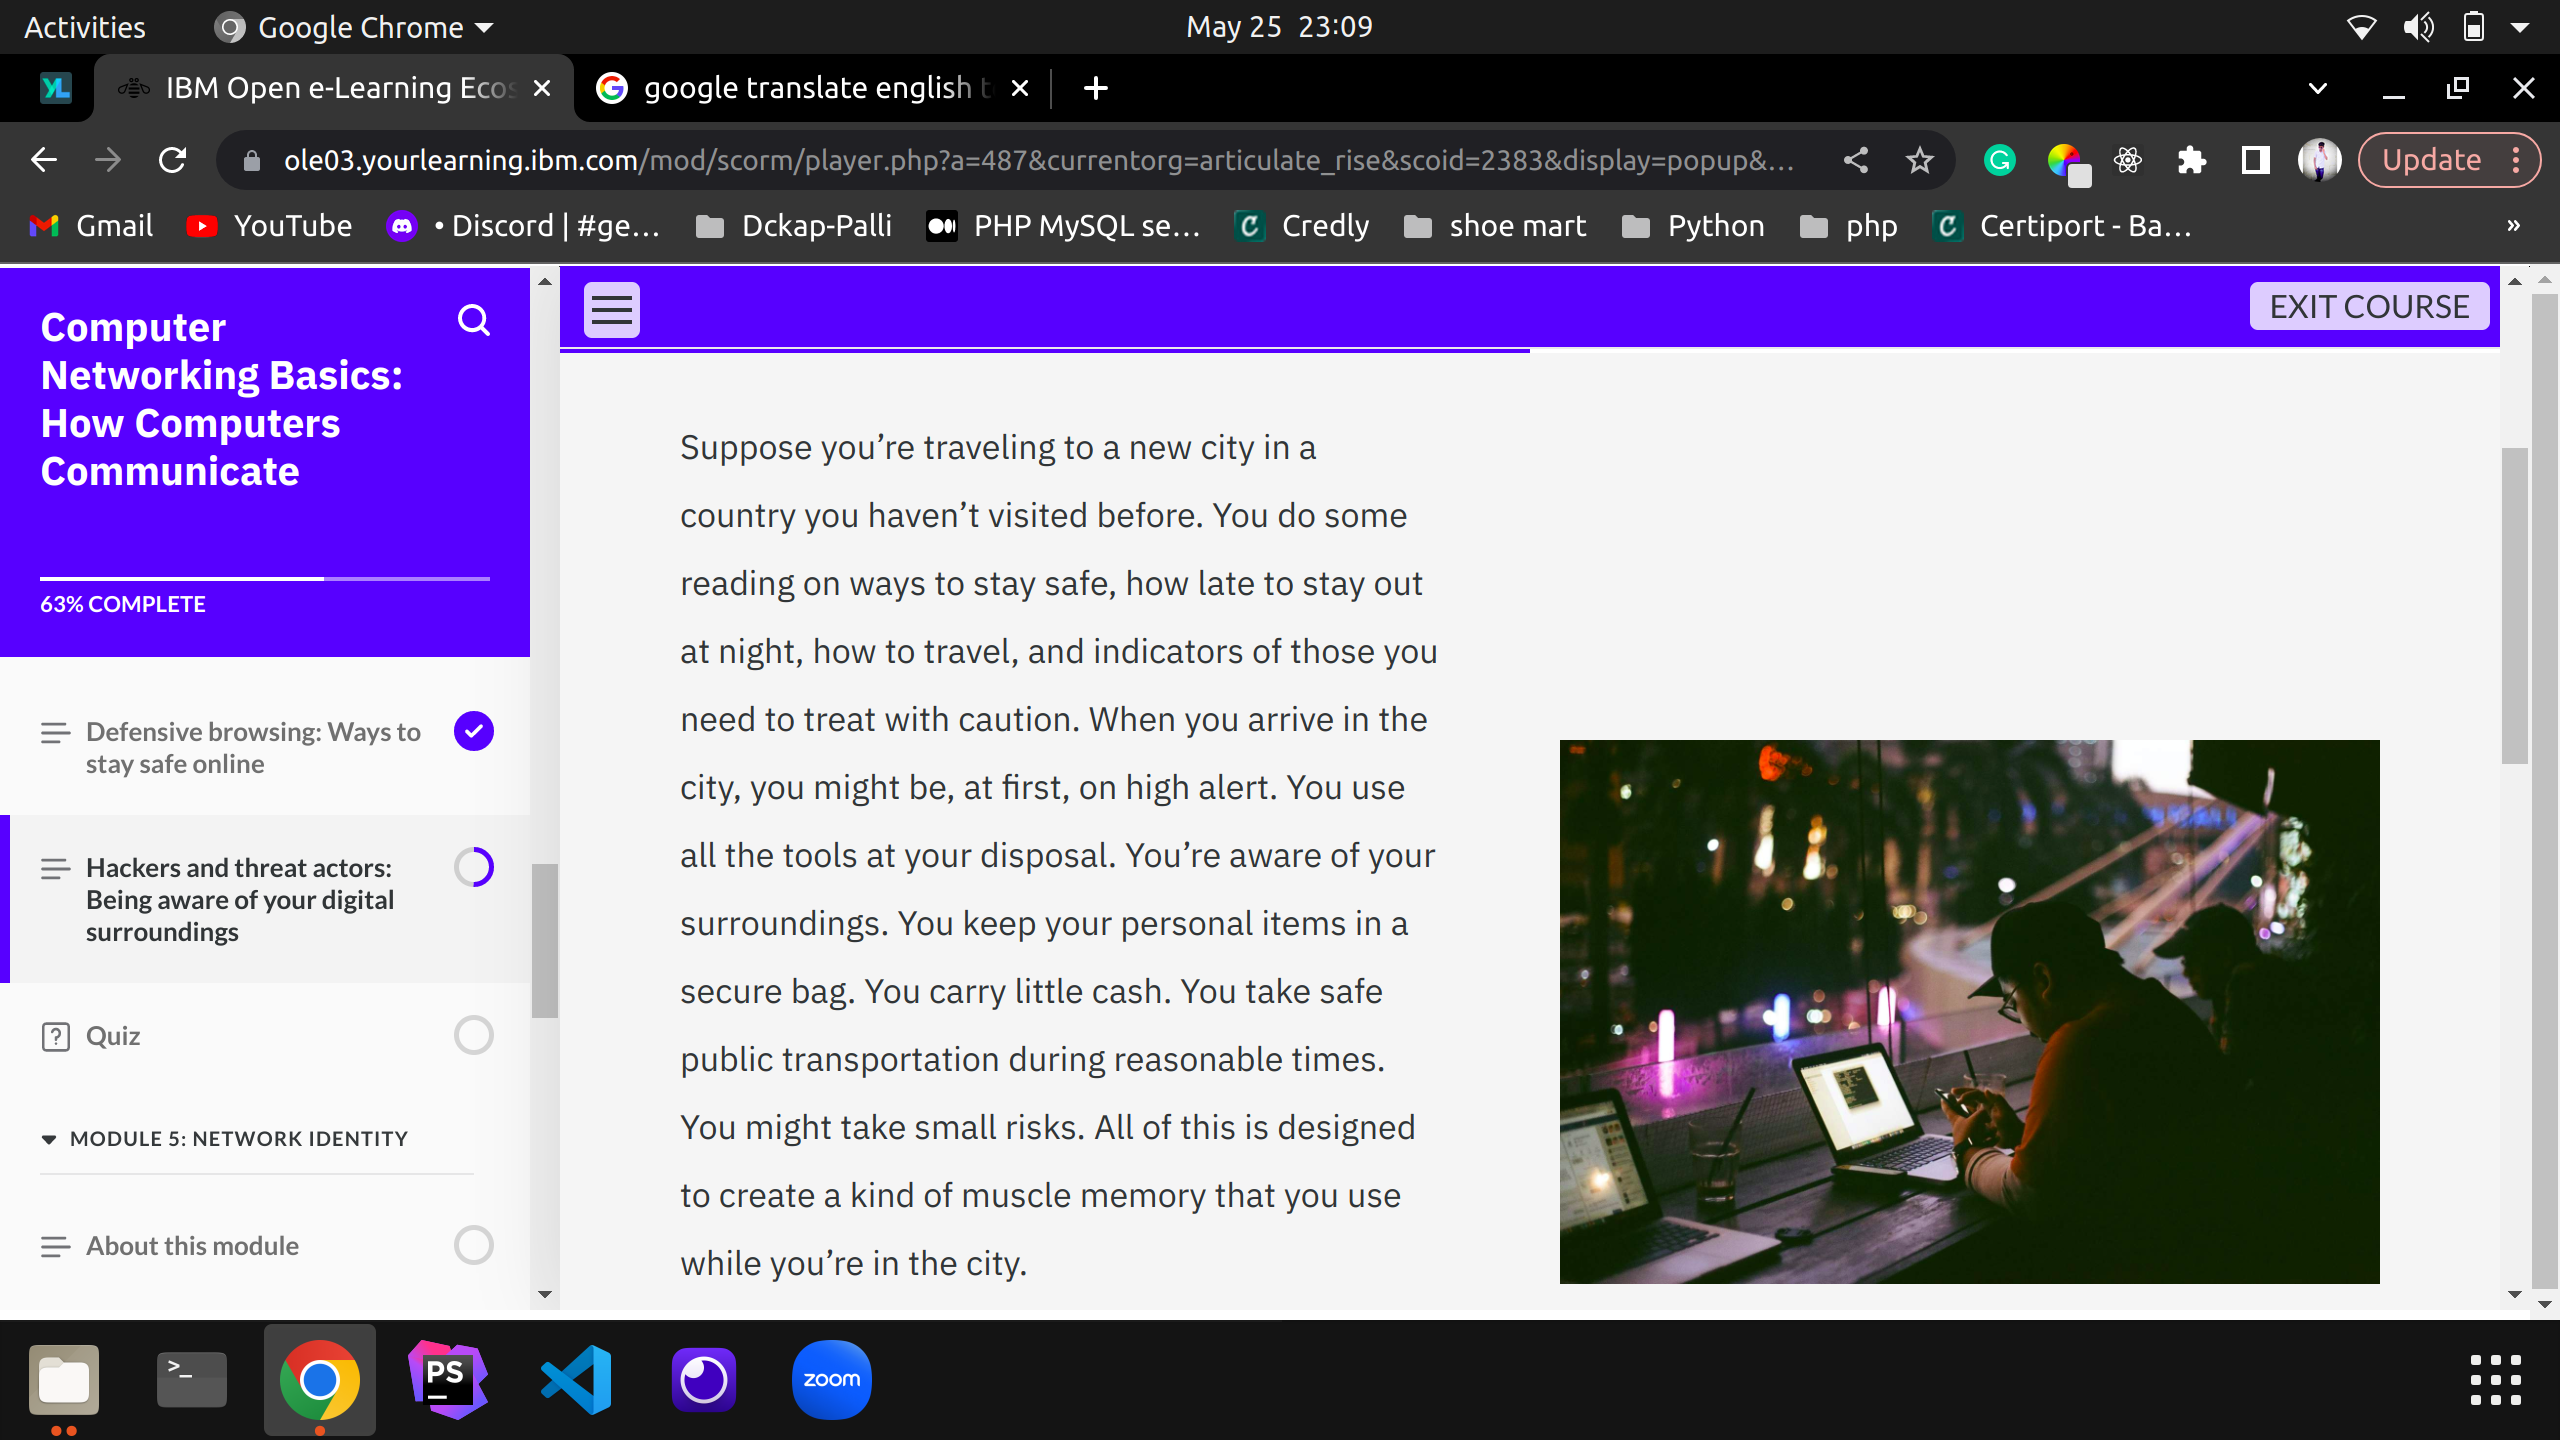 Activities
Google Chrome
May 25 23:09
IBM Open e-Learning Ecos
google translate english t
ole03.yourlearning.ibm.com/mod/scorm/player.php?a=487&currentorg=articulate_rise&scoid=2383&display=popup&...
Update
Gmail
YouTube
• Discord | #ge...
Dckap-Palli
PHP MySQL se...
Credly
shoe mart
Python
php
Certiport - Ba...
»
Computer
Networking Basics:
How Computers
Communicate
63% COMPLETE
Defensive browsing: Ways to
stay safe online
Hackers and threat actors:
Being aware of your digital
surroundings
Quiz
MODULE 5: NETWORK IDENTITY
About this module
EXIT COURSE
Suppose you’re traveling to a new city in a
country you haven’t visited before. You do some
reading on ways to stay safe, how late to stay out
at night, how to travel, and indicators of those you
need to treat with caution. When you arrive in the
city, you might be, at first, on high alert. You use
all the tools at your disposal. You’re aware of your
surroundings. You keep your personal items in a
secure bag. You carry little cash. You take safe
public transportation during reasonable times.
You might take small risks. All of this is designed
to create a kind of muscle memory that you use
while you’re in the city.
>_
PS
zoom